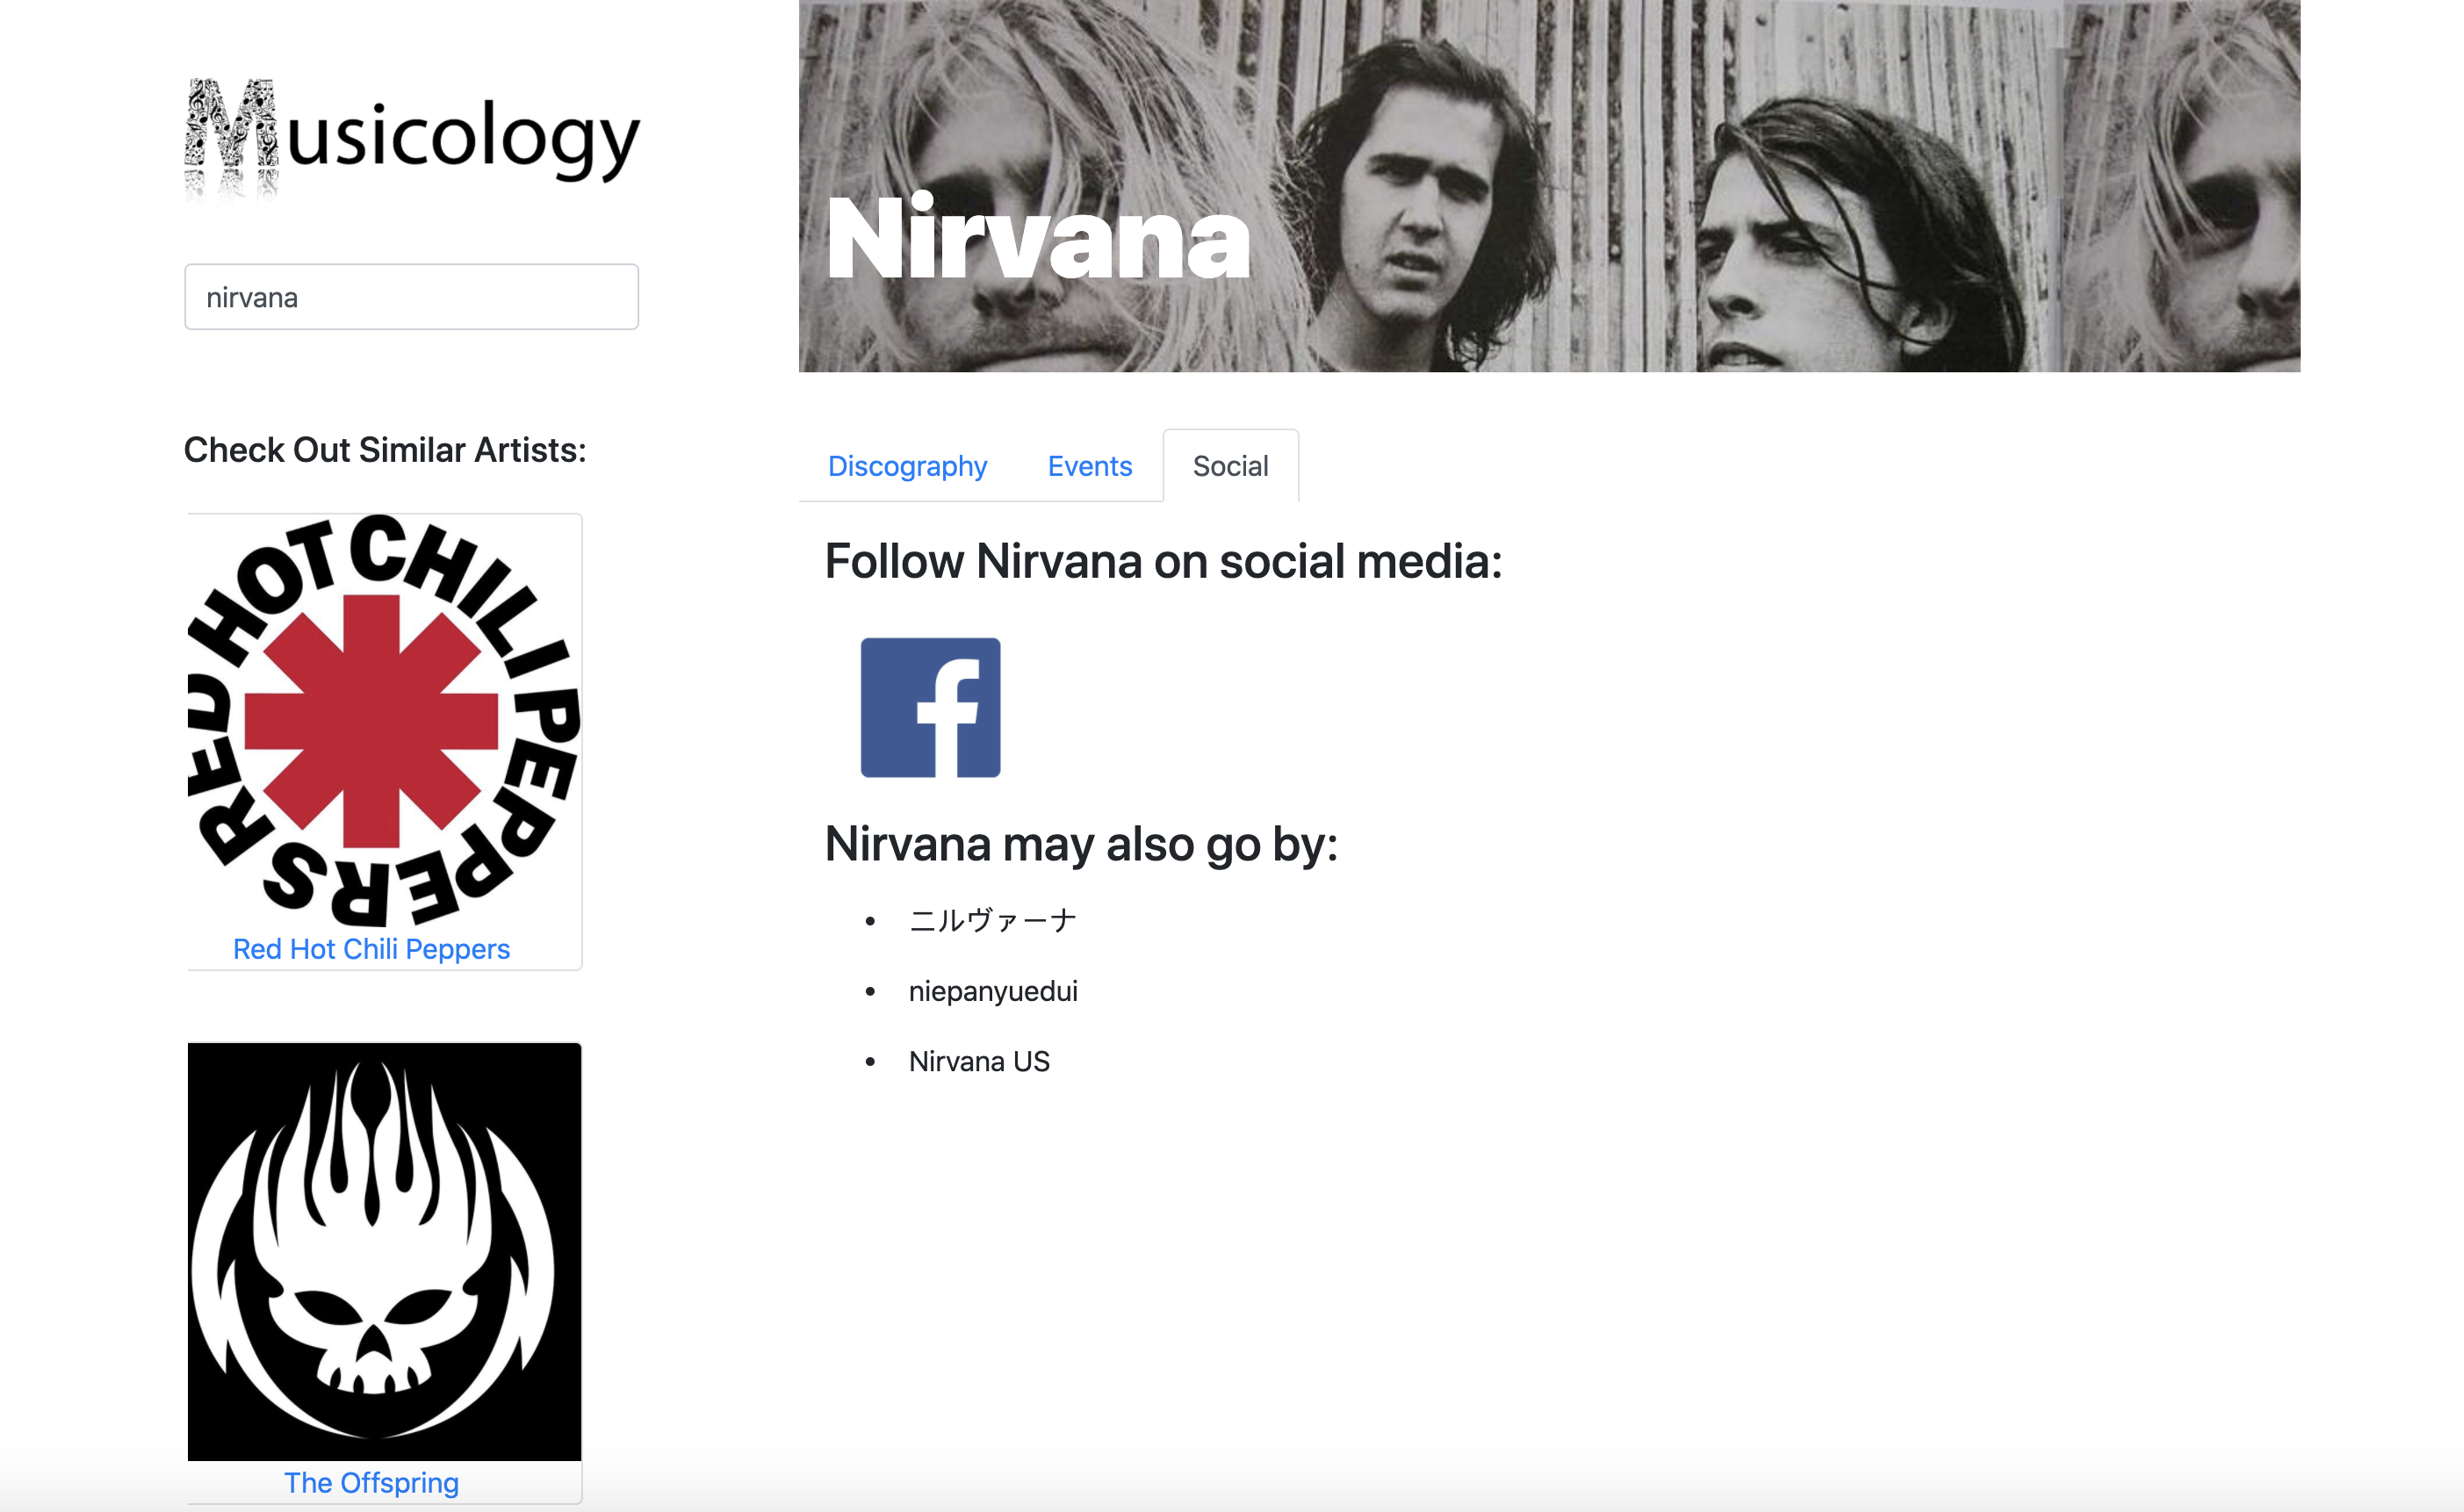 Musicology
nirvana
Check Out Similar Artists:
RED HOT CHILI PEPPERS
Red Hot Chili Peppers
The Offspring
Nirvana
Discography
Events
Social
Follow Nirvana on social media:
f
Nirvana may also go by:
• ニルヴァーナ
• niepanyuedui
• Nirvana US